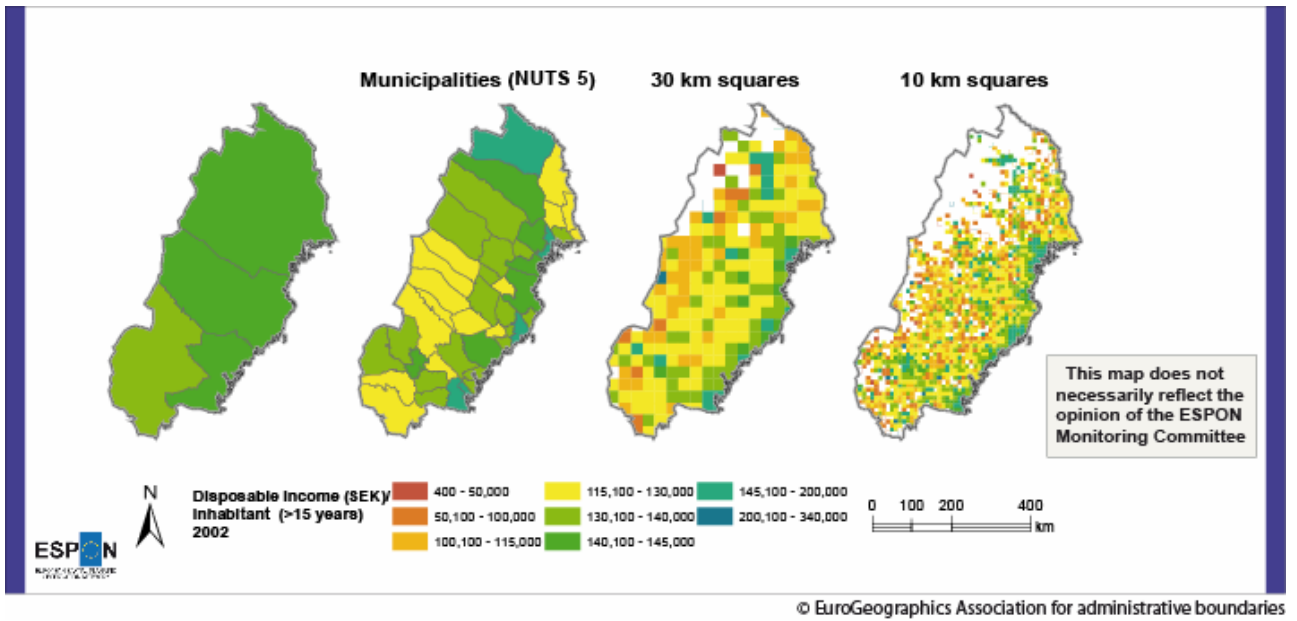 Municipalities (NUTS 5)
30 km squares
10 km squares
This map does not
necessarily reflect the
opinion of the ESPON
Monitoring Committee
N
Disposable Income (SEK)/
Inhabitant (>15 years)
2002
400 - 50,000
50,100 - 100,000
100,100 - 115,000
115,100 - 130,000
130,100 - 140,000
140,100 - 145,000
145,100 - 200,000
200,100 - 340,000
0 100 200 400
km
ESPON
© EuroGeographics Association for administrative boundaries